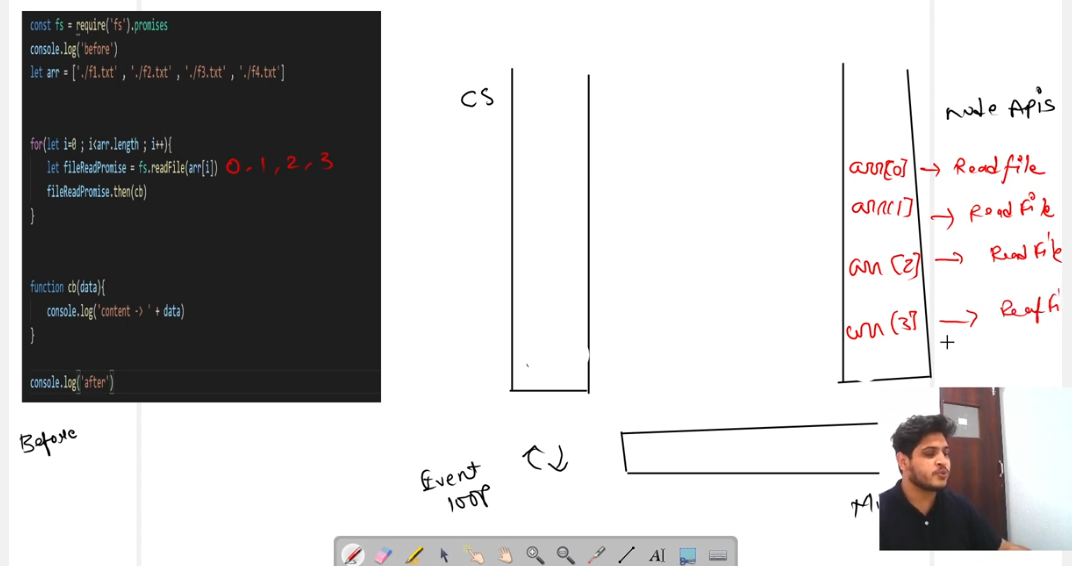 const fs = require('fs').promises
console.log('before')
let arr = ['./f1.txt' , './f2.txt' , './f3.txt' , './f4.txt']
for(let i=0 ; i<arr.length ; i++){
let fileReadPromise = fs.readFile(arr[i]) 0, 1, 2, 3
fileReadPromise.then(cb)
}
function cb(data){
console.log('content -> ' + data)
}
console.log('after')
Before
CS
Node APIs
arr[0] → Readfile
arr[1] → ReadFile
arr[2] → ReadFile
arr[3] →
Event
loop
AI